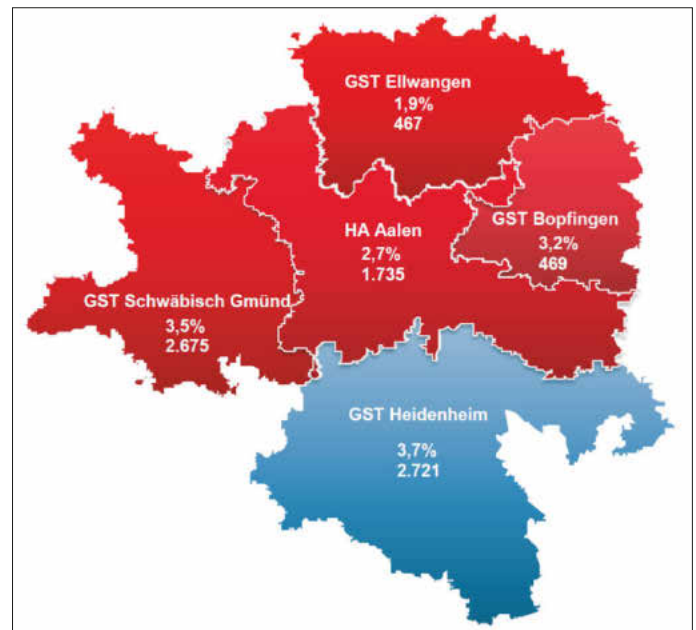 GST Ellwangen
1,9%
467
GST Bopfingen
3,2%
469
HA Aalen
2,7%
1.735
GST Schwäbisch Gmünd
3,5%
2.675
GST Heidenheim
3,7%
2.721